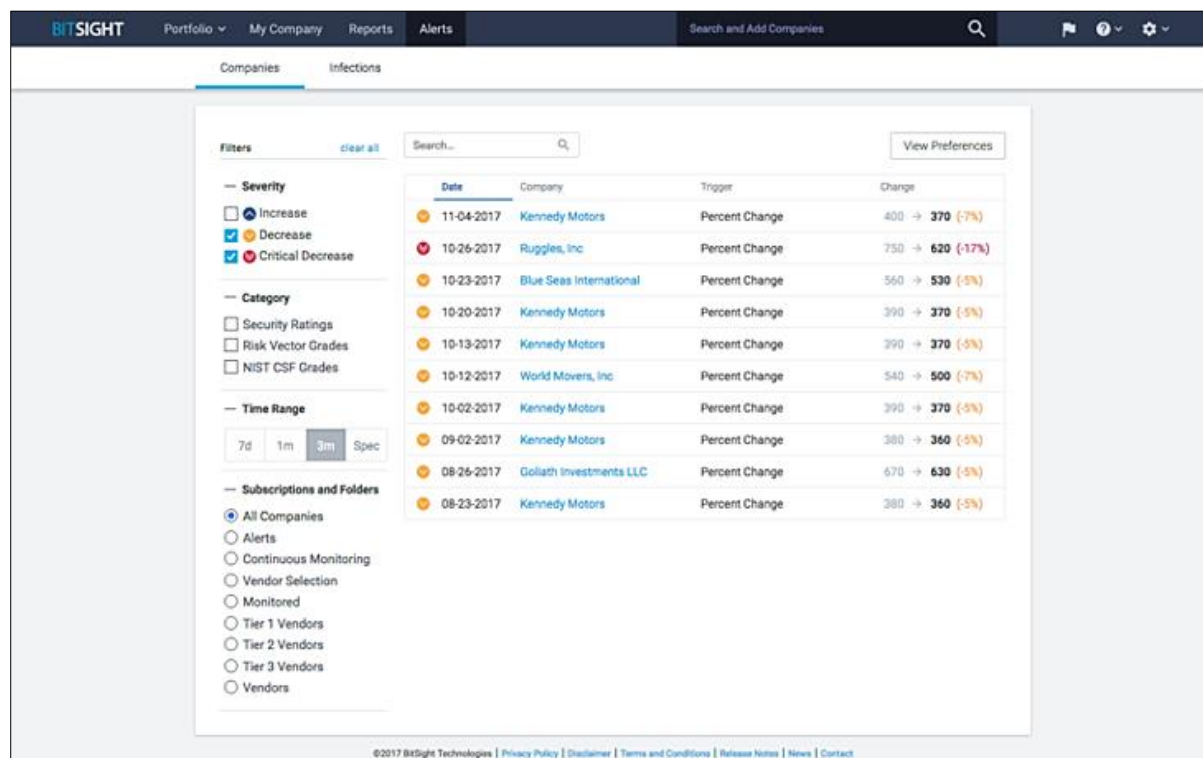 BITSIGHT Portfolio My Company Reports Alerts Search and Add Companies
Companies Infections
Filters clear all Search... View Preferences
Severity
Increase
Decrease
Critical Decrease
Category
Security Ratings
Risk Vector Grades
NIST CSF Grades
Time Range
7d 1m 3m Spec
Subscriptions and Folders
All Companies
Alerts
Continuous Monitoring
Vendor Selection
Monitored
Tier 1 Vendors
Tier 2 Vendors
Tier 3 Vendors
Vendors
Date Company Trigger Change
11-04-2017 Kennedy Motors Percent Change 400 → 370 (-7%)
10-26-2017 Ruggles, Inc Percent Change 750 → 620 (-17%)
10-23-2017 Blue Seas International Percent Change 560 → 530 (-5%)
10-20-2017 Kennedy Motors Percent Change 390 → 370 (-5%)
10-13-2017 Kennedy Motors Percent Change 390 → 370 (-5%)
10-12-2017 World Movers, Inc Percent Change 540 → 500 (-7%)
10-02-2017 Kennedy Motors Percent Change 390 → 370 (-5%)
09-02-2017 Kennedy Motors Percent Change 380 → 360 (-5%)
08-26-2017 Goliath Investments LLC Percent Change 670 → 630 (-5%)
08-23-2017 Kennedy Motors Percent Change 380 → 360 (-5%)
©2017 BitSight Technologies | Privacy Policy | Disclaimer | Terms and Conditions | Release Notes | News | Contact